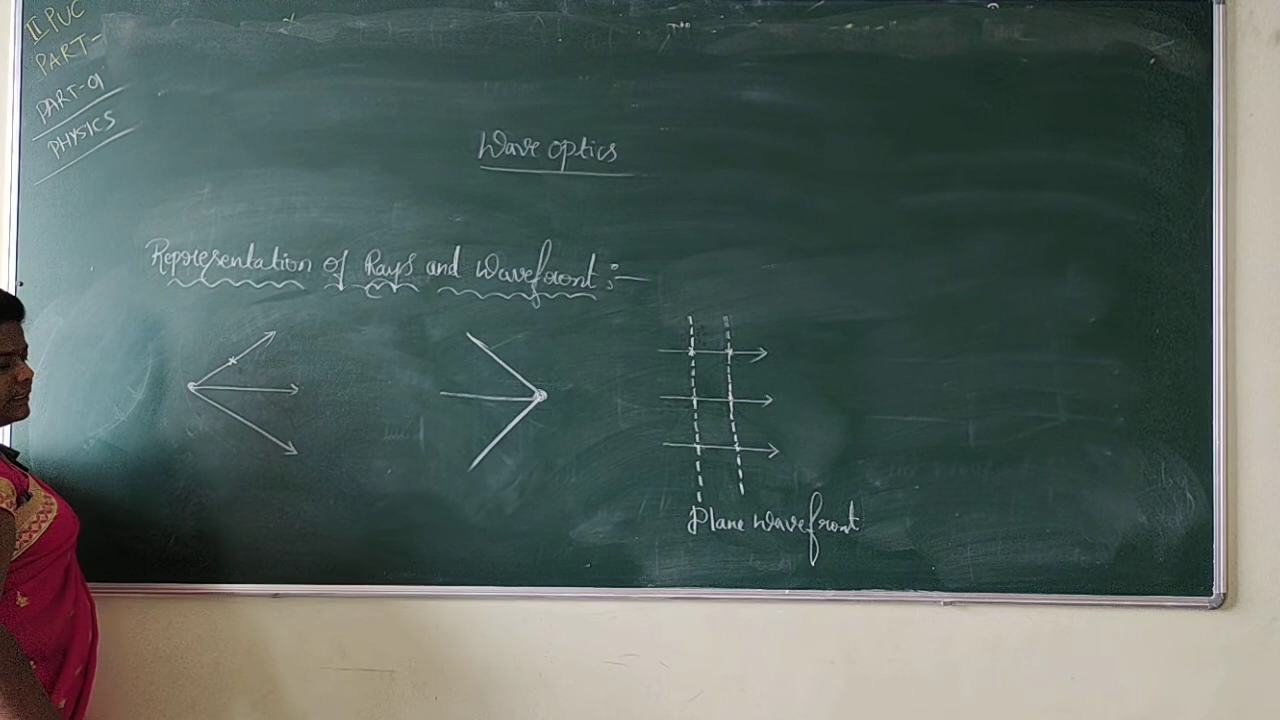 II PUC
PART-
PART-01
PHYSICS
Wave optics
Representation of Rays and Wavefront :-
Plane wavefront